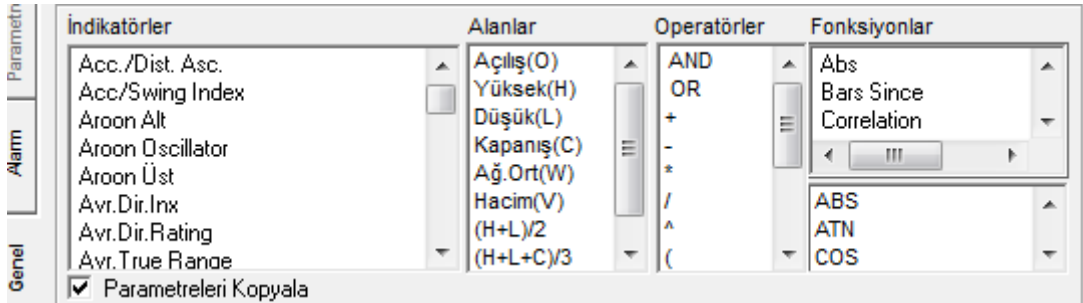 Parametr
Alarm
Genel
İndikatörler
Acc./Dist. Asc.
Acc/Swing Index
Aroon Alt
Aroon Oscillator
Aroon Üst
Avr.Dir.Inx
Avr.Dir.Rating
Avr.True Range
Parametreleri Kopyala
Alanlar
Açılış(O)
Yüksek(H)
Düşük(L)
Kapanış(C)
Ağ.Ort(W)
Hacim(V)
(H+L)/2
(H+L+C)/3
Operatörler
AND
OR
+
-
*
/
^
(
Fonksiyonlar
Abs
Bars Since
Correlation
ABS
ATN
COS